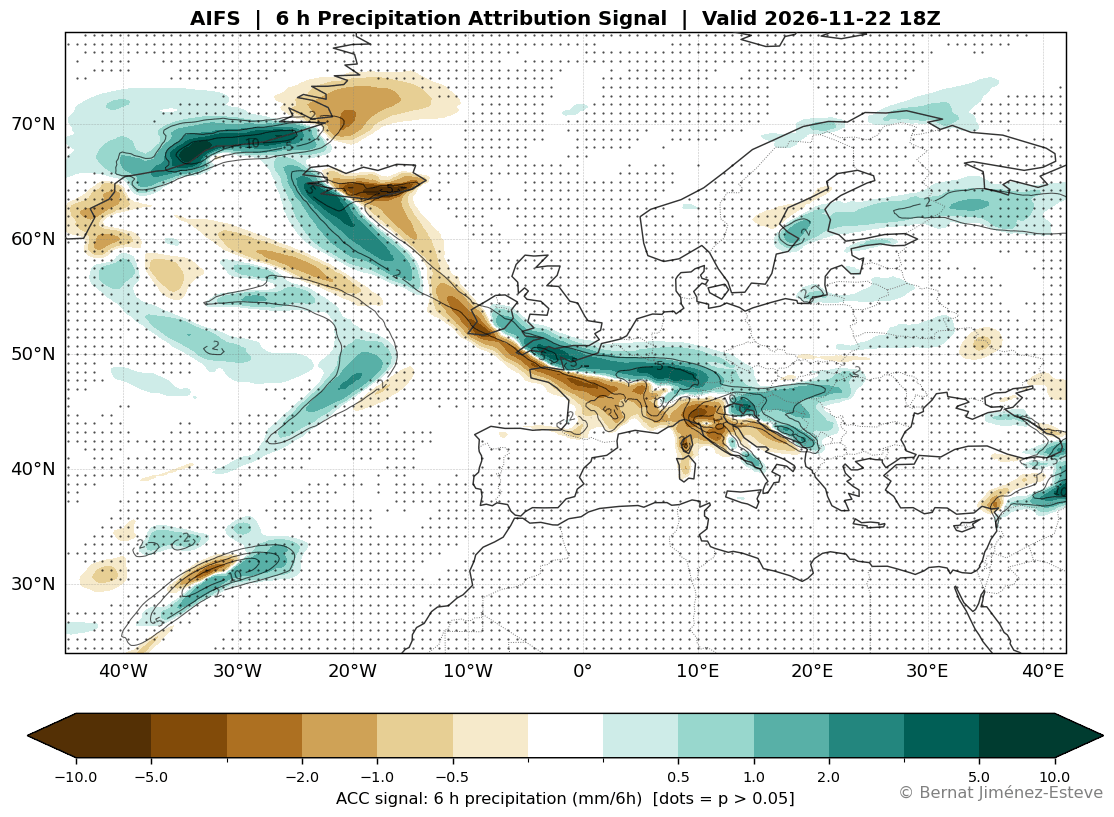 AIFS | 6 h Precipitation Attribution Signal | Valid 2026-11-22 18Z
70°N
60°N
50°N
40°N
30°N
40°W 30°W 20°W 10°W 0° 10°E 20°E 30°E 40°E
−10.0 −5.0 −2.0 −1.0 −0.5 0.5 1.0 2.0 5.0 10.0
ACC signal: 6 h precipitation (mm/6h) [dots = p > 0.05]
© Bernat Jiménez-Esteve